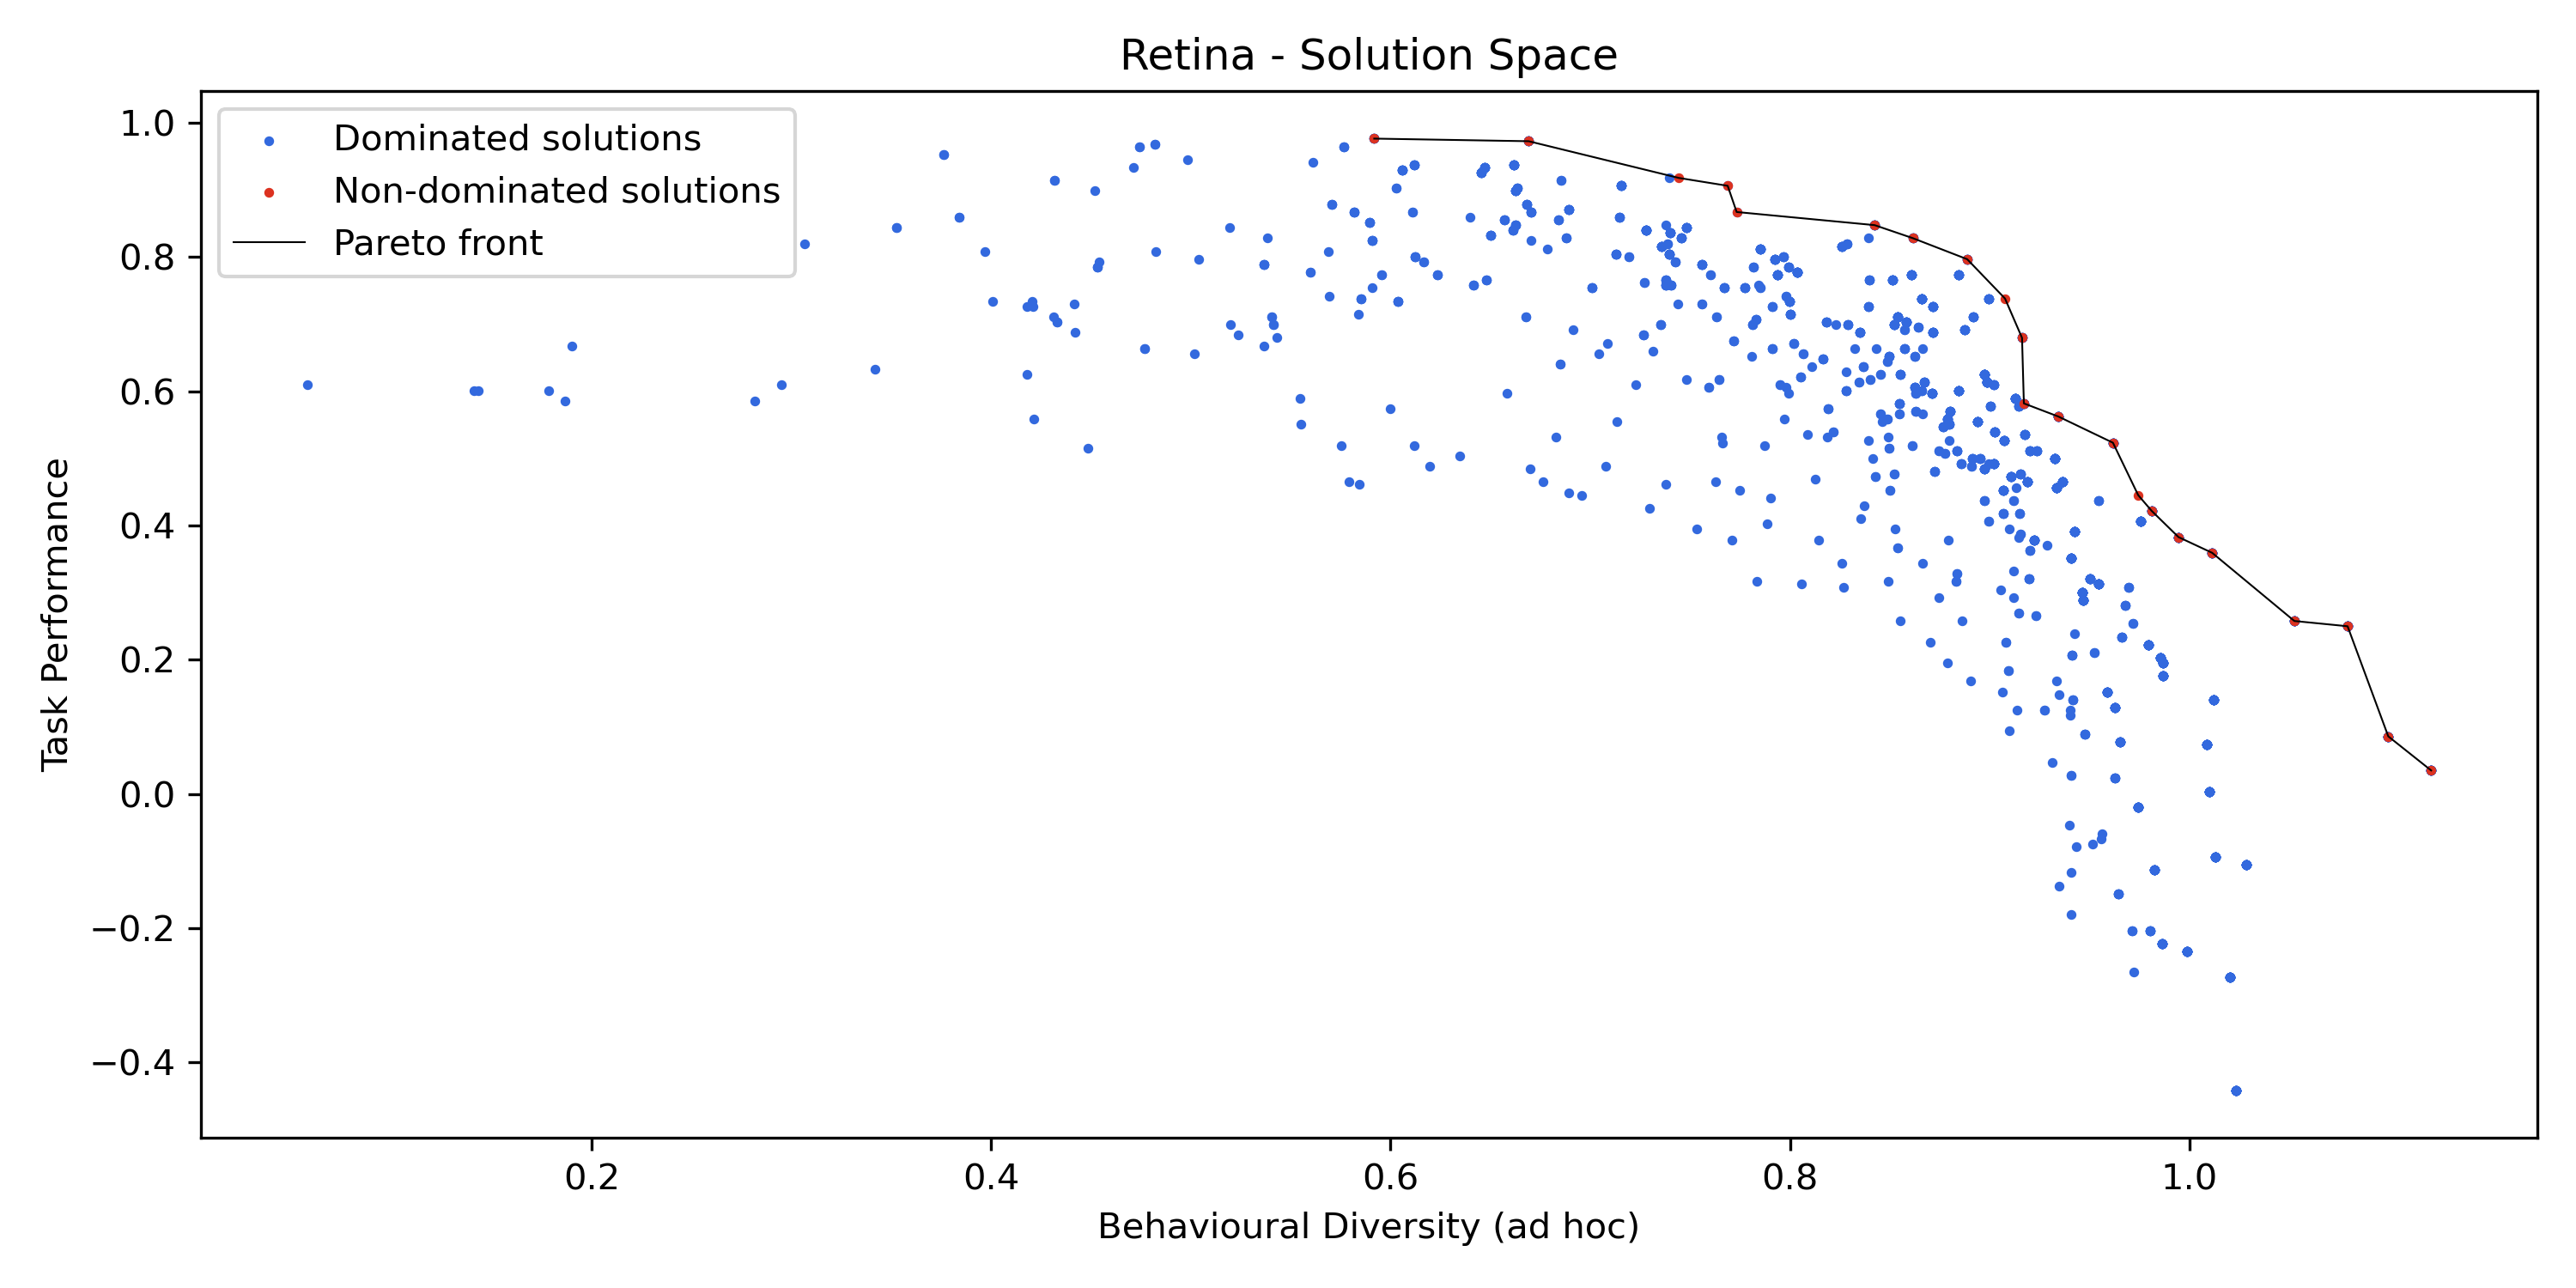 Retina - Solution Space
Dominated solutions
Non-dominated solutions
Pareto front
1.0
0.8
0.6
0.4
0.2
0.0
−0.2
−0.4
Task Performance
0.2
0.4
0.6
0.8
1.0
Behavioural Diversity (ad hoc)